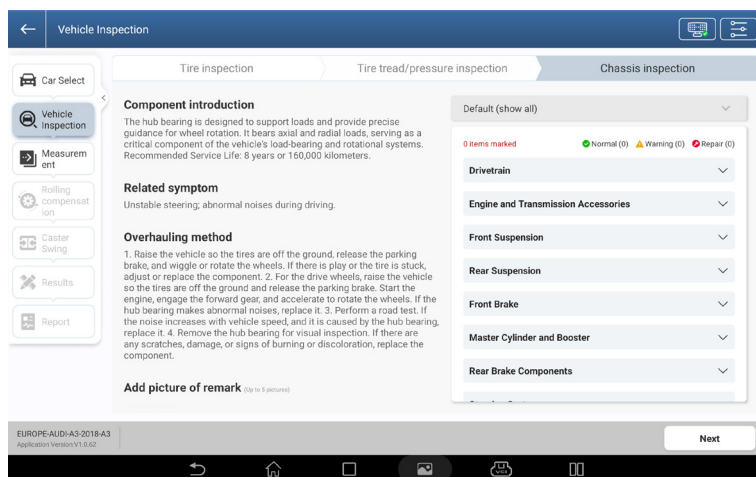 Vehicle Inspection
Car Select
Vehicle
Inspection
Measurem
ent
Rolling
compensat
ion
Caster
Swing
Results
Report
Tire inspection
Tire tread/pressure inspection
Chassis inspection
Component introduction
The hub bearing is designed to support loads and provide precise
guidance for wheel rotation. It bears axial and radial loads, serving as a
critical component of the vehicle's load-bearing and rotational systems.
Recommended Service Life: 8 years or 160,000 kilometers.
Related symptom
Unstable steering; abnormal noises during driving.
Overhauling method
1. Raise the vehicle so the tires are off the ground, release the parking
brake, and wiggle or rotate the wheels. If there is play or the tire is stuck,
adjust or replace the component. 2. For the drive wheels, raise the vehicle
so the tires are off the ground and release the parking brake. Start the
engine, engage the forward gear, and accelerate to rotate the wheels. If the
hub bearing makes abnormal noises, replace it. 3. Perform a road test. If
the noise increases with vehicle speed, and it is caused by the hub bearing,
replace it. 4. Remove the hub bearing for visual inspection. If there are
any scratches, damage, or signs of burning or discoloration, replace the
component.
Add picture of remark (Up to 5 pictures)
Default (show all)
0 items marked
Normal (0) Warning (0) Repair (0)
Drivetrain
Engine and Transmission Accessories
Front Suspension
Rear Suspension
Front Brake
Master Cylinder and Booster
Rear Brake Components
EUROPE-AUDI-A3-2018-A3
Application Version:V1.0.62
Next
VCI